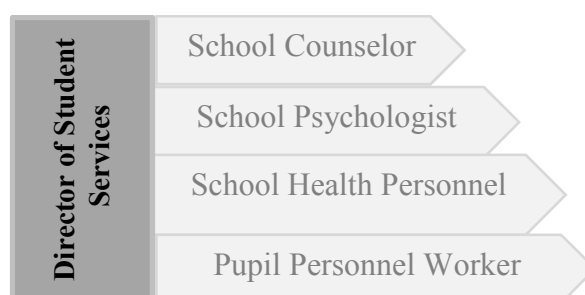 Director of Student
Services
School Counselor
School Psychologist
School Health Personnel
Pupil Personnel Worker